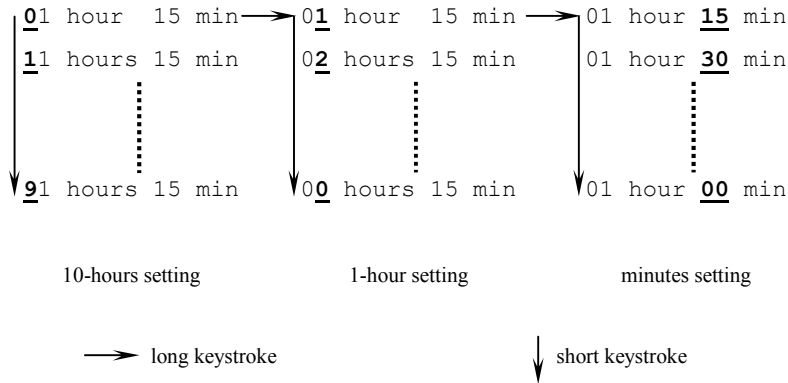 01 hour 15 min 01 hour 15 min 01 hour 15 min
11 hours 15 min 02 hours 15 min 01 hour 30 min
91 hours 15 min 00 hours 15 min 01 hour 00 min
10-hours setting 1-hour setting minutes setting
long keystroke short keystroke